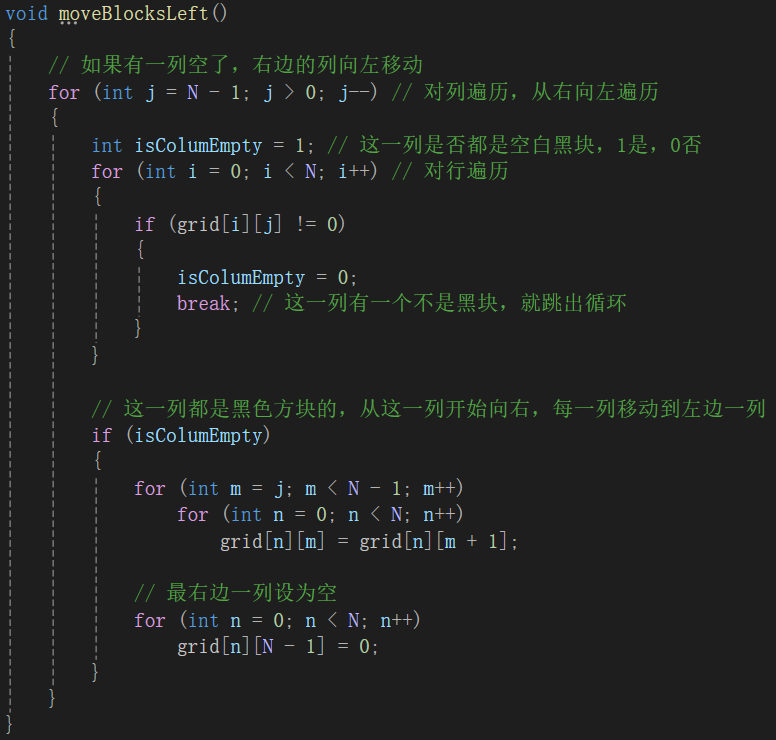 void moveBlocksLeft()
{
    // 如果有一列空了，右边的列向左移动
    for (int j = N - 1; j > 0; j--) // 对列遍历，从右向左遍历
    {
        int isColumEmpty = 1; // 这一列是否都是空白黑块，1是，0否
        for (int i = 0; i < N; i++) // 对行遍历
        {
            if (grid[i][j] != 0)
            {
                isColumEmpty = 0;
                break; // 这一列有一个不是黑块，就跳出循环
            }
        }

        // 这一列都是黑色方块的，从这一列开始向右，每一列移动到左边一列
        if (isColumEmpty)
        {
            for (int m = j; m < N - 1; m++)
                for (int n = 0; n < N; n++)
                    grid[n][m] = grid[n][m + 1];

            // 最右边一列设为空
            for (int n = 0; n < N; n++)
                grid[n][N - 1] = 0;
        }
    }
}